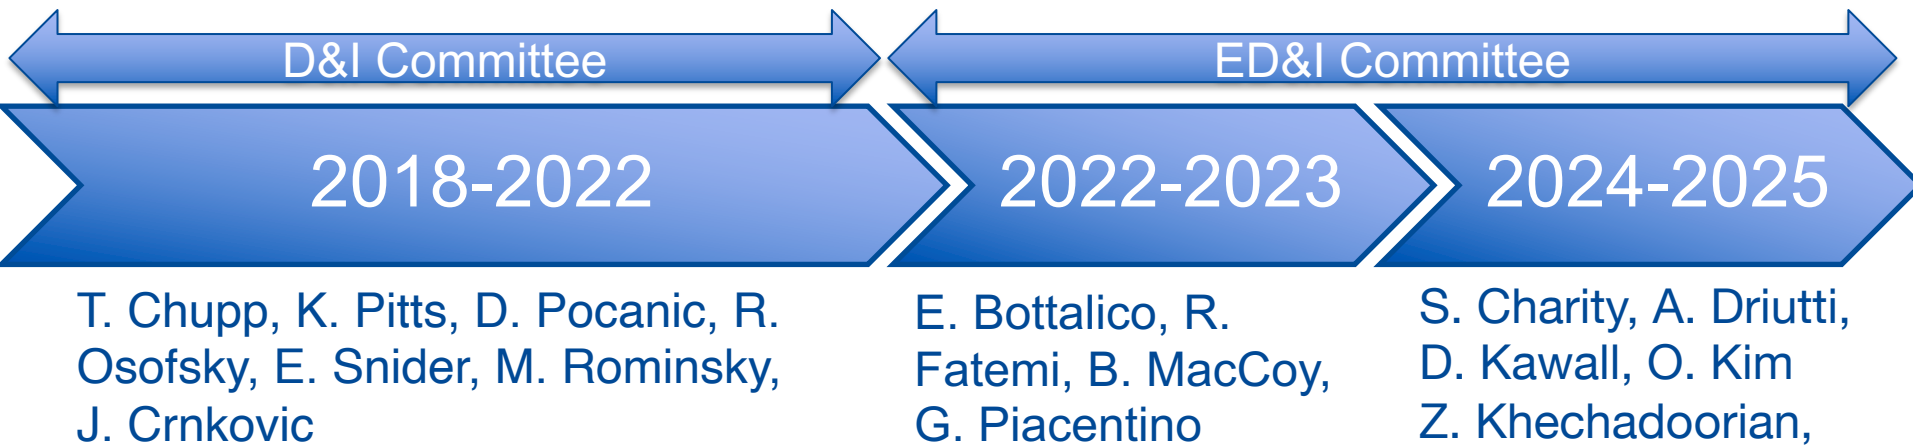 D&I Committee
ED&I Committee
2018-2022
2022-2023
2024-2025
T. Chupp, K. Pitts, D. Pocanic, R.
Osofsky, E. Snider, M. Rominsky,
J. Crnkovic
E. Bottalico, R.
Fatemi, B. MacCoy,
G. Piacentino
S. Charity, A. Driutti,
D. Kawall, O. Kim
Z. Khechadoorian,